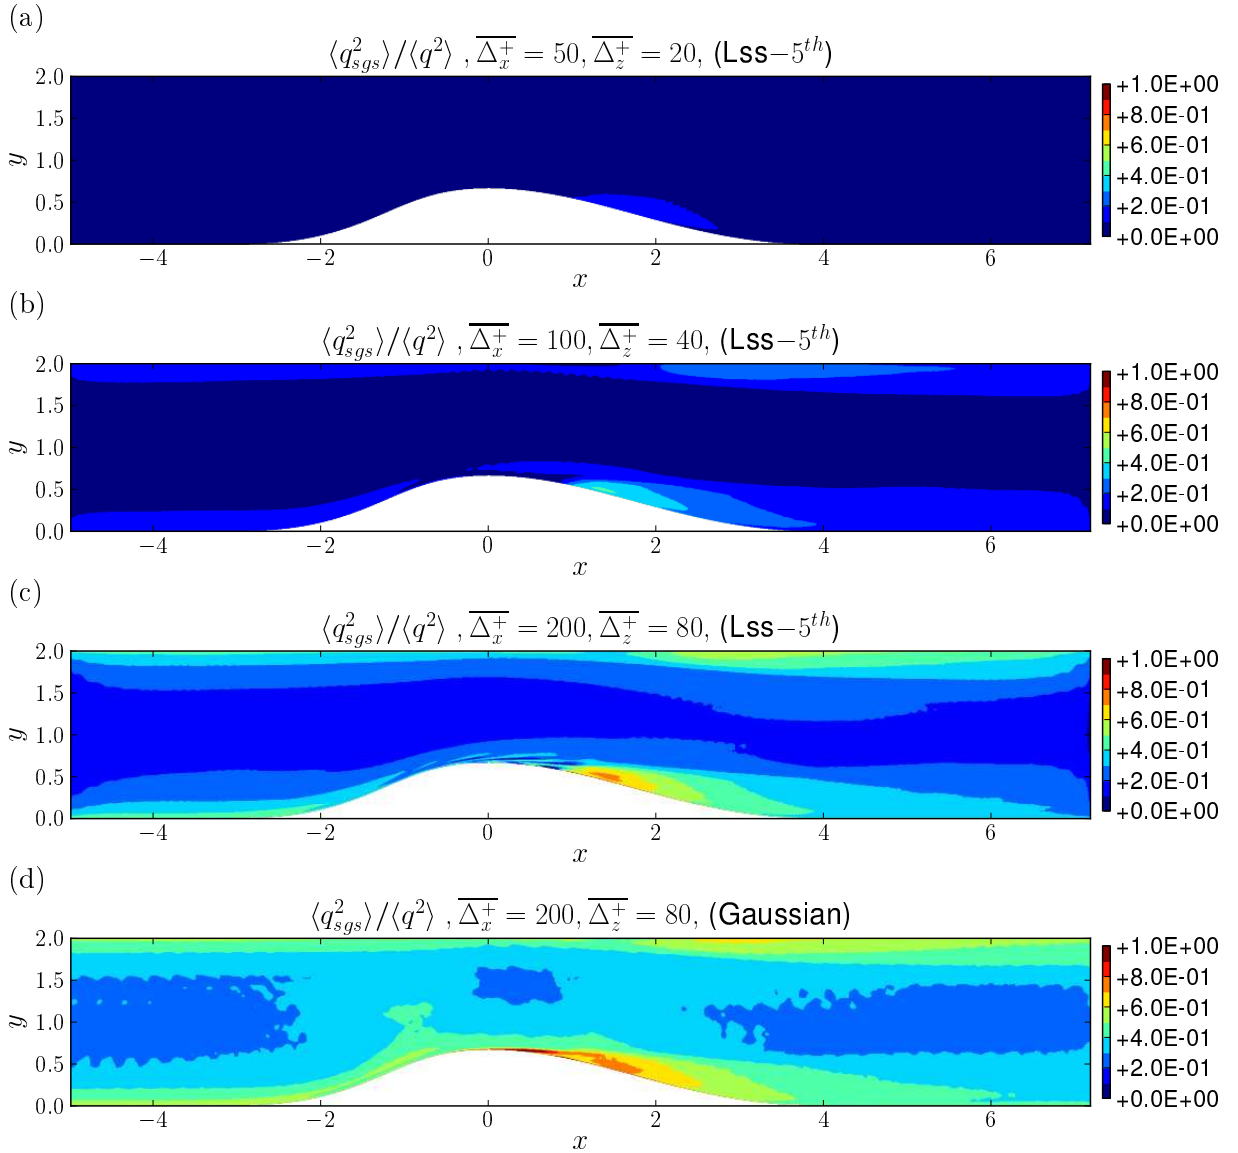 (a)
⟨q²sgs⟩/⟨q²⟩ , Δx⁺ = 50, Δz⁺ = 20, (Lss−5th)
2.0 1.5 1.0 0.5 0.0
y
+1.0E+00
+8.0E-01
+6.0E-01
+4.0E-01
+2.0E-01
+0.0E+00
−4 −2 0 2 4 6
x
(b)
⟨q²sgs⟩/⟨q²⟩ , Δx⁺ = 100, Δz⁺ = 40, (Lss−5th)
2.0 1.5 1.0 0.5 0.0
y
+1.0E+00
+8.0E-01
+6.0E-01
+4.0E-01
+2.0E-01
+0.0E+00
−4 −2 0 2 4 6
x
(c)
⟨q²sgs⟩/⟨q²⟩ , Δx⁺ = 200, Δz⁺ = 80, (Lss−5th)
2.0 1.5 1.0 0.5 0.0
y
+1.0E+00
+8.0E-01
+6.0E-01
+4.0E-01
+2.0E-01
+0.0E+00
−4 −2 0 2 4 6
x
(d)
⟨q²sgs⟩/⟨q²⟩ , Δx⁺ = 200, Δz⁺ = 80, (Gaussian)
2.0 1.5 1.0 0.5 0.0
y
+1.0E+00
+8.0E-01
+6.0E-01
+4.0E-01
+2.0E-01
+0.0E+00
−4 −2 0 2 4 6
x